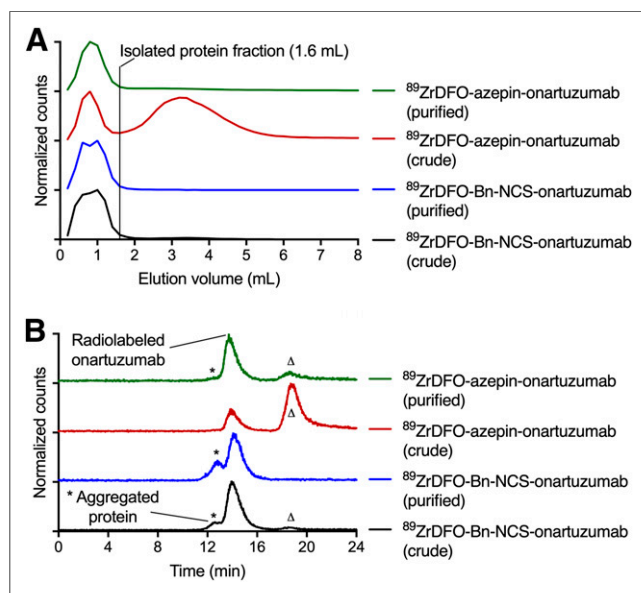 A
Isolated protein fraction (1.6 mL)
Normalized counts
⁸⁹ZrDFO-azepin-onartuzumab
(purified)
⁸⁹ZrDFO-azepin-onartuzumab
(crude)
⁸⁹ZrDFO-Bn-NCS-onartuzumab
(purified)
⁸⁹ZrDFO-Bn-NCS-onartuzumab
(crude)
0 1 2 3 4 5 6 7 8
Elution volume (mL)
B
Radiolabeled
onartuzumab
Normalized counts
* Δ
Δ
*
* Aggregated
protein
* Δ
⁸⁹ZrDFO-azepin-onartuzumab
(purified)
⁸⁹ZrDFO-azepin-onartuzumab
(crude)
⁸⁹ZrDFO-Bn-NCS-onartuzumab
(purified)
⁸⁹ZrDFO-Bn-NCS-onartuzumab
(crude)
0 4 8 12 16 20 24
Time (min)